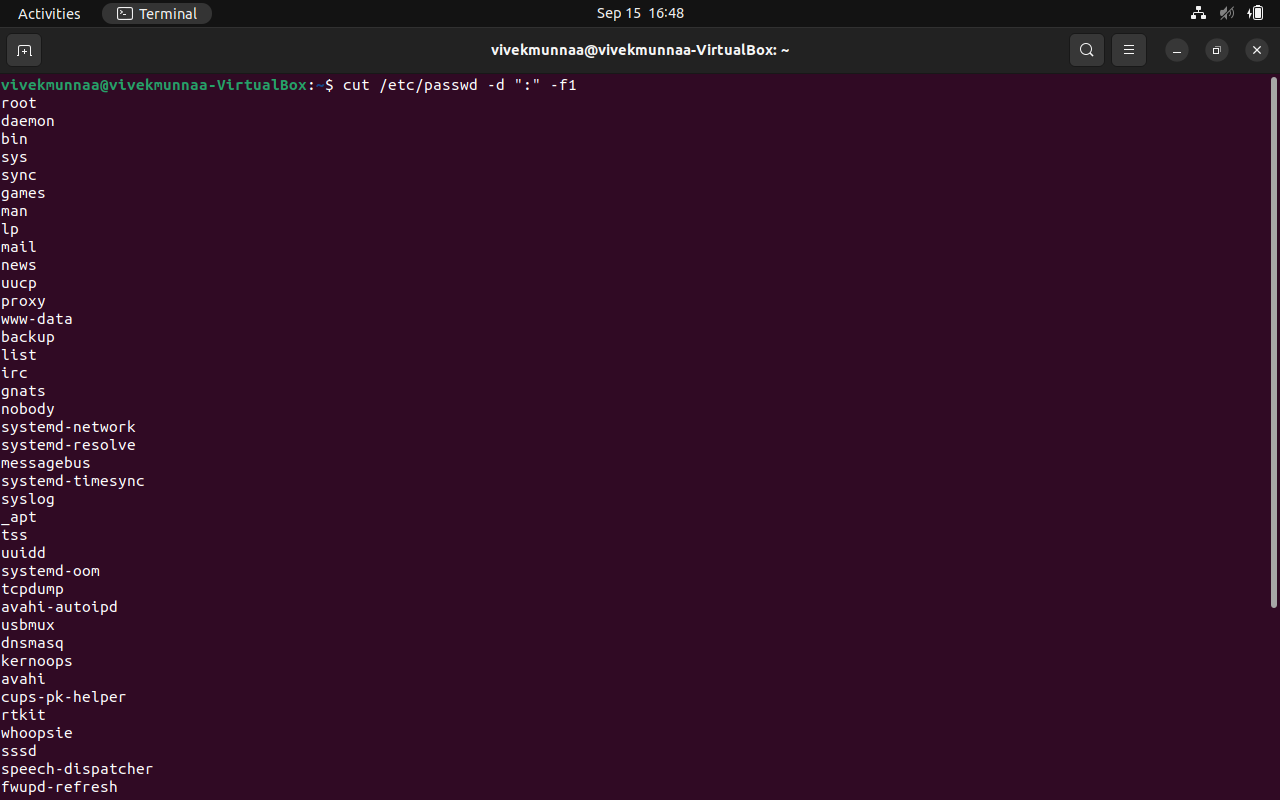 Activities Terminal Sep 15 16:48
vivekmunnaa@vivekmunnaa-VirtualBox: ~
vivekmunnaa@vivekmunnaa-VirtualBox:~$ cut /etc/passwd -d ":" -f1
root
daemon
bin
sys
sync
games
man
lp
mail
news
uucp
proxy
www-data
backup
list
irc
gnats
nobody
systemd-network
systemd-resolve
messagebus
systemd-timesync
syslog
_apt
tss
uuidd
systemd-oom
tcpdump
avahi-autoipd
usbmux
dnsmasq
kernoops
avahi
cups-pk-helper
rtkit
whoopsie
sssd
speech-dispatcher
fwupd-refresh